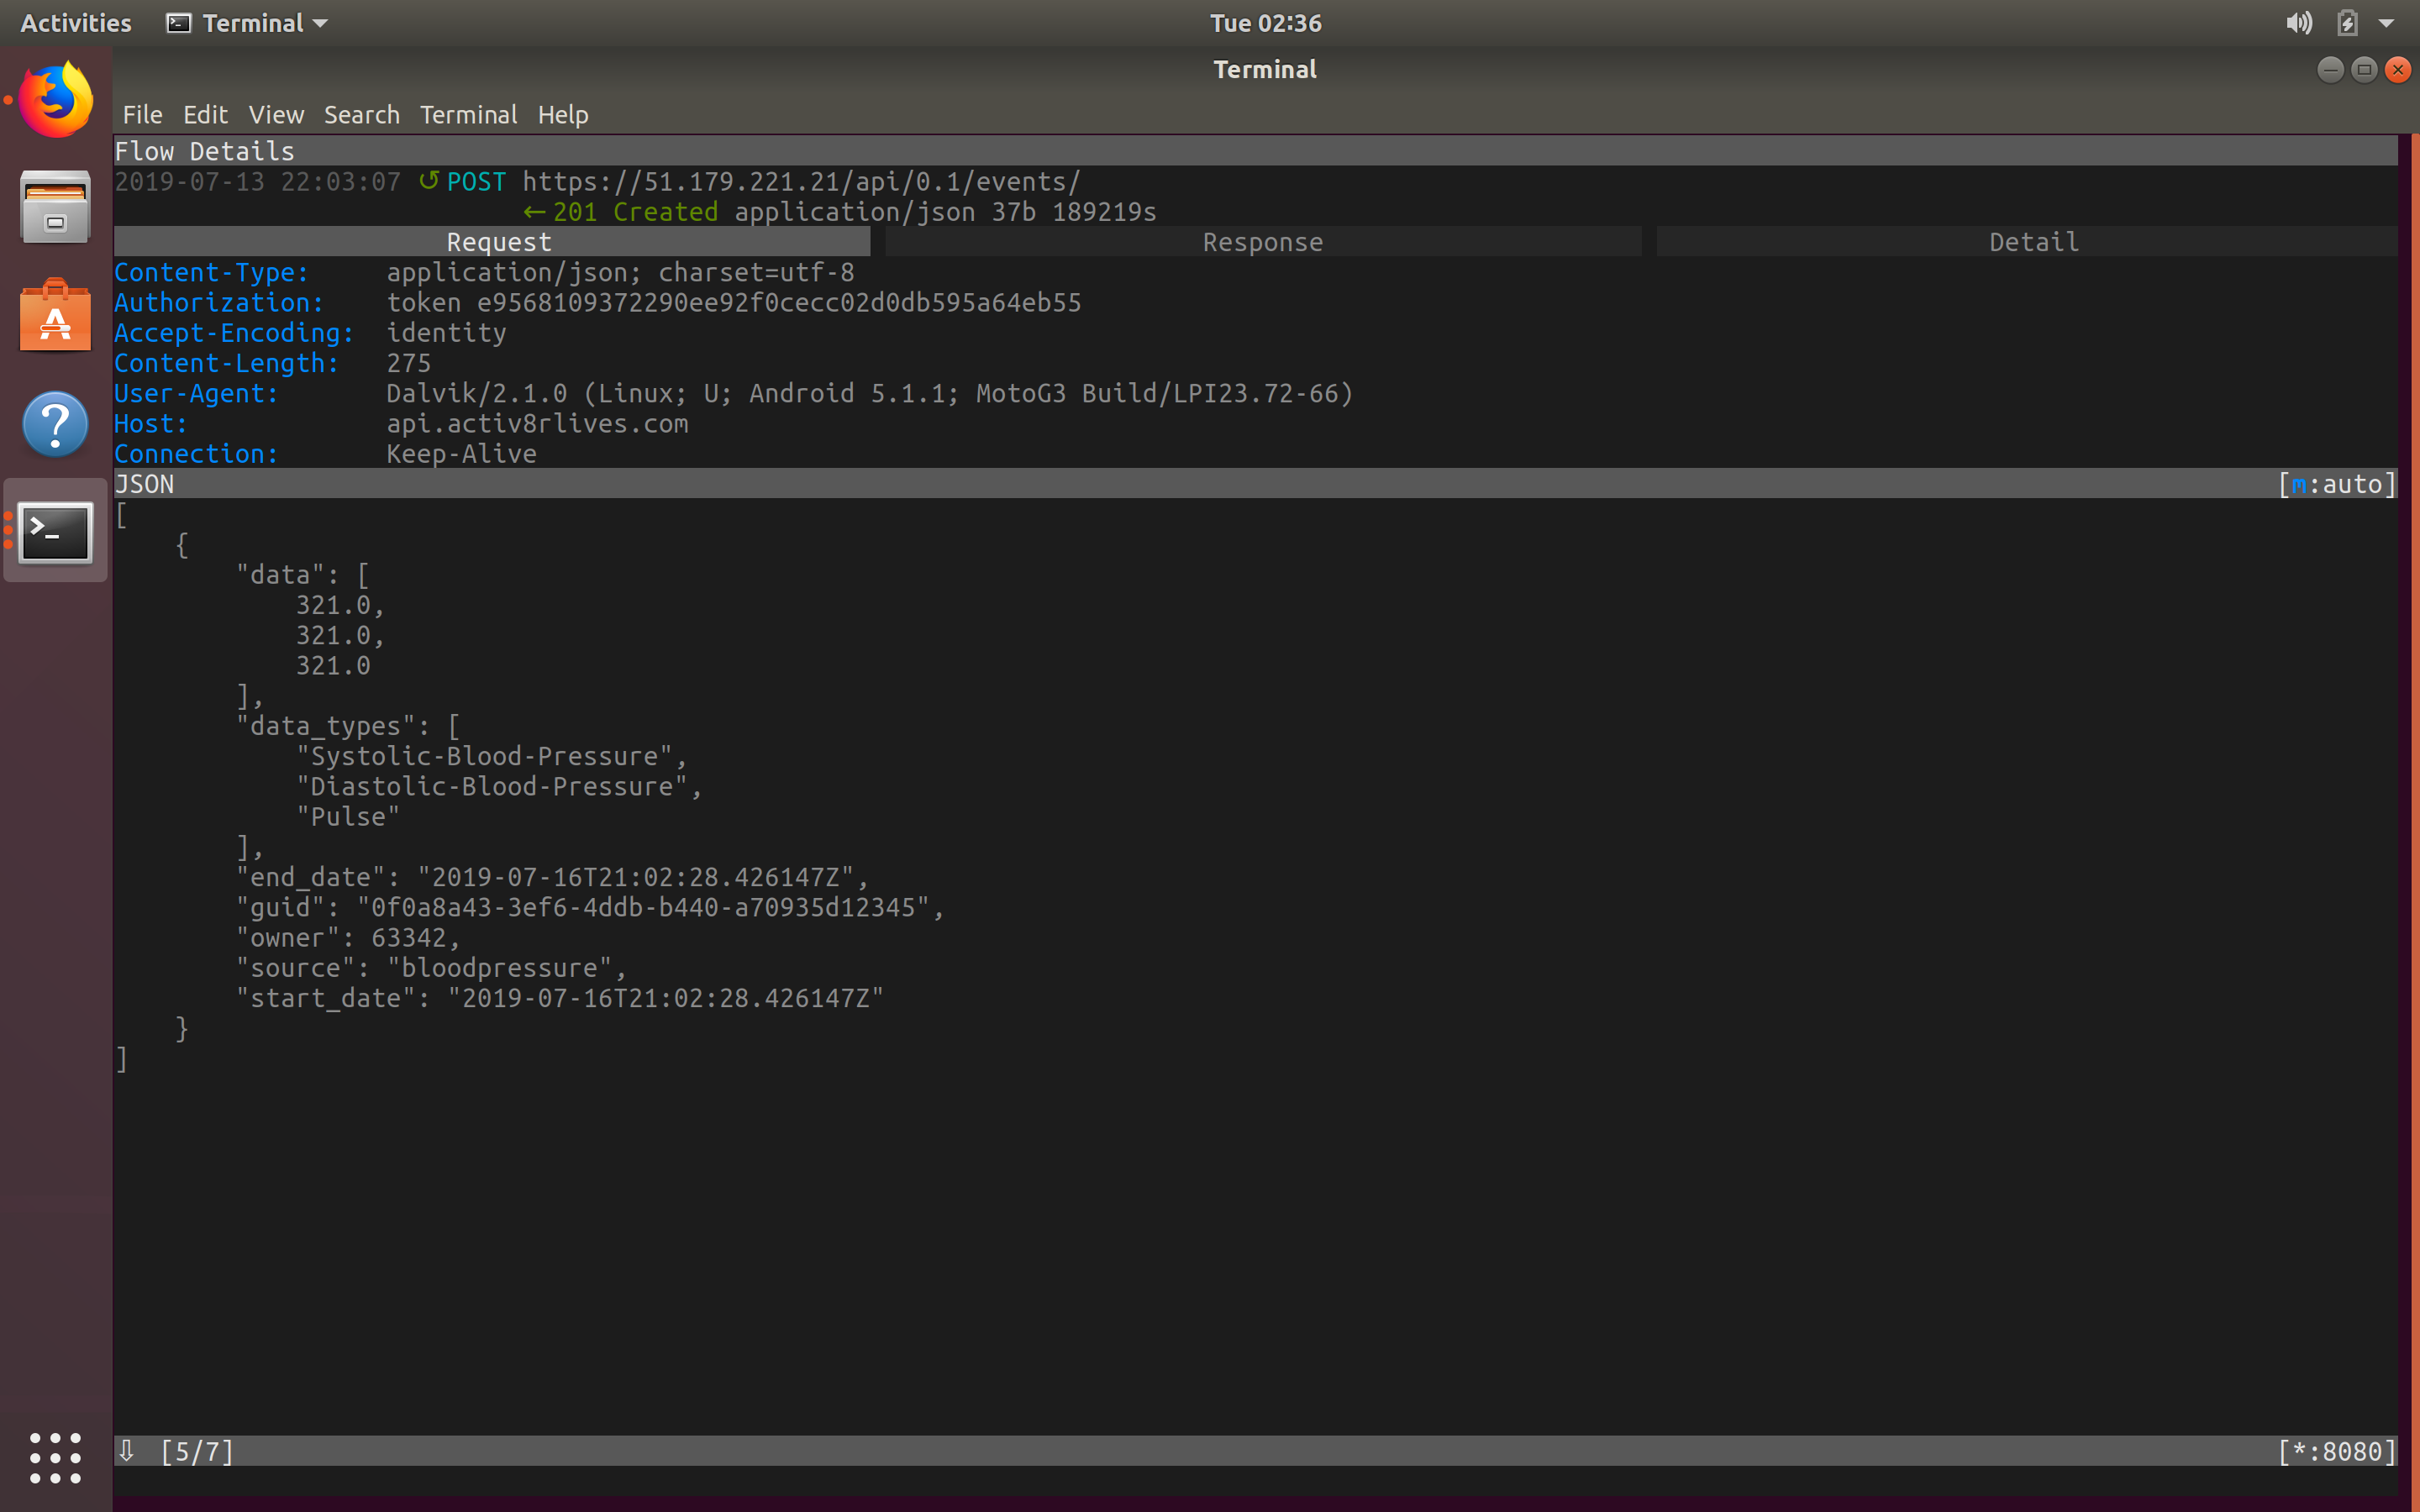 Activities Terminal Tue 02:36
Terminal
File Edit View Search Terminal Help
Flow Details
2019-07-13 22:03:07 ↺ POST https://51.179.221.21/api/0.1/events/
← 201 Created application/json 37b 189219s
Request Response Detail
Content-Type: application/json; charset=utf-8
Authorization: token e9568109372290ee92f0cecc02d0db595a64eb55
Accept-Encoding: identity
Content-Length: 275
User-Agent: Dalvik/2.1.0 (Linux; U; Android 5.1.1; MotoG3 Build/LPI23.72-66)
Host: api.activ8rlives.com
Connection: Keep-Alive
JSON [m:auto]
[
{
"data": [
321.0,
321.0,
321.0
],
"data_types": [
"Systolic-Blood-Pressure",
"Diastolic-Blood-Pressure",
"Pulse"
],
"end_date": "2019-07-16T21:02:28.426147Z",
"guid": "0f0a8a43-3ef6-4ddb-b440-a70935d12345",
"owner": 63342,
"source": "bloodpressure",
"start_date": "2019-07-16T21:02:28.426147Z"
}
]
⇩ [5/7] [*:8080]